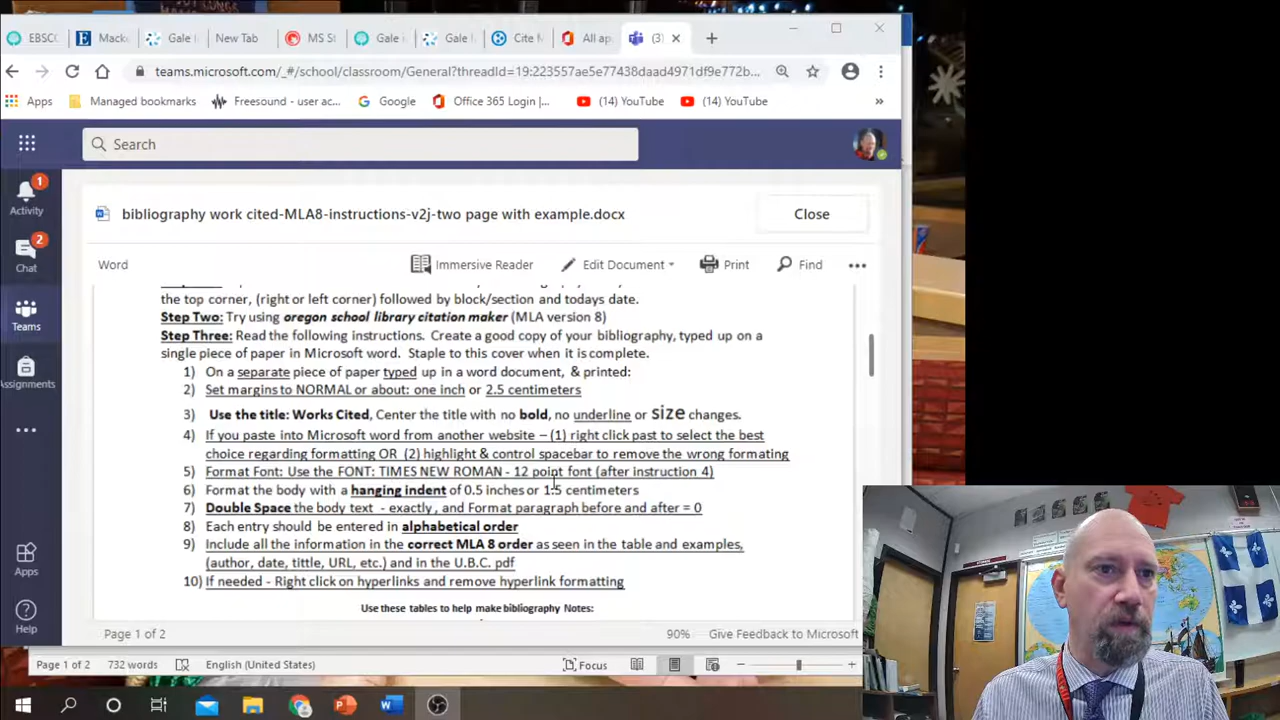 EBSCO Macke Gale New Tab MS St Gale Gale Cite M All ap (3)
teams.microsoft.com/_#/school/classroom/General?threadId=19:223557ae5e77438daad4971df9e772b...
Apps Managed bookmarks Freesound - user ac... Google Office 365 Login |... (14) YouTube (14) YouTube »
Search
1
Activity
2
Chat
Teams
Assignments
Apps
Help
bibliography work cited-MLA8-instructions-v2j-two page with example.docx Close
Word Immersive Reader Edit Document Print Find
the top corner, (right or left corner) followed by block/section and todays date.
Step Two: Try using oregon school library citation maker (MLA version 8)
Step Three: Read the following instructions. Create a good copy of your bibliography, typed up on a
single piece of paper in Microsoft word. Staple to this cover when it is complete.
1) On a separate piece of paper typed up in a word document, & printed:
2) Set margins to NORMAL or about: one inch or 2.5 centimeters
3) Use the title: Works Cited, Center the title with no bold, no underline or size changes.
4) If you paste into Microsoft word from another website – (1) right click past to select the best
choice regarding formatting OR (2) highlight & control spacebar to remove the wrong formating
5) Format Font: Use the FONT: TIMES NEW ROMAN - 12 point font (after instruction 4)
6) Format the body with a hanging indent of 0.5 inches or 1.5 centimeters
7) Double Space the body text - exactly , and Format paragraph before and after = 0
8) Each entry should be entered in alphabetical order
9) Include all the information in the correct MLA 8 order as seen in the table and examples,
(author, date, tittle, URL, etc.) and in the U.B.C. pdf
10) If needed - Right click on hyperlinks and remove hyperlink formatting
Use these tables to help make bibliography Notes:
Page 1 of 2 90% Give Feedback to Microsoft
Page 1 of 2 732 words English (United States) Focus